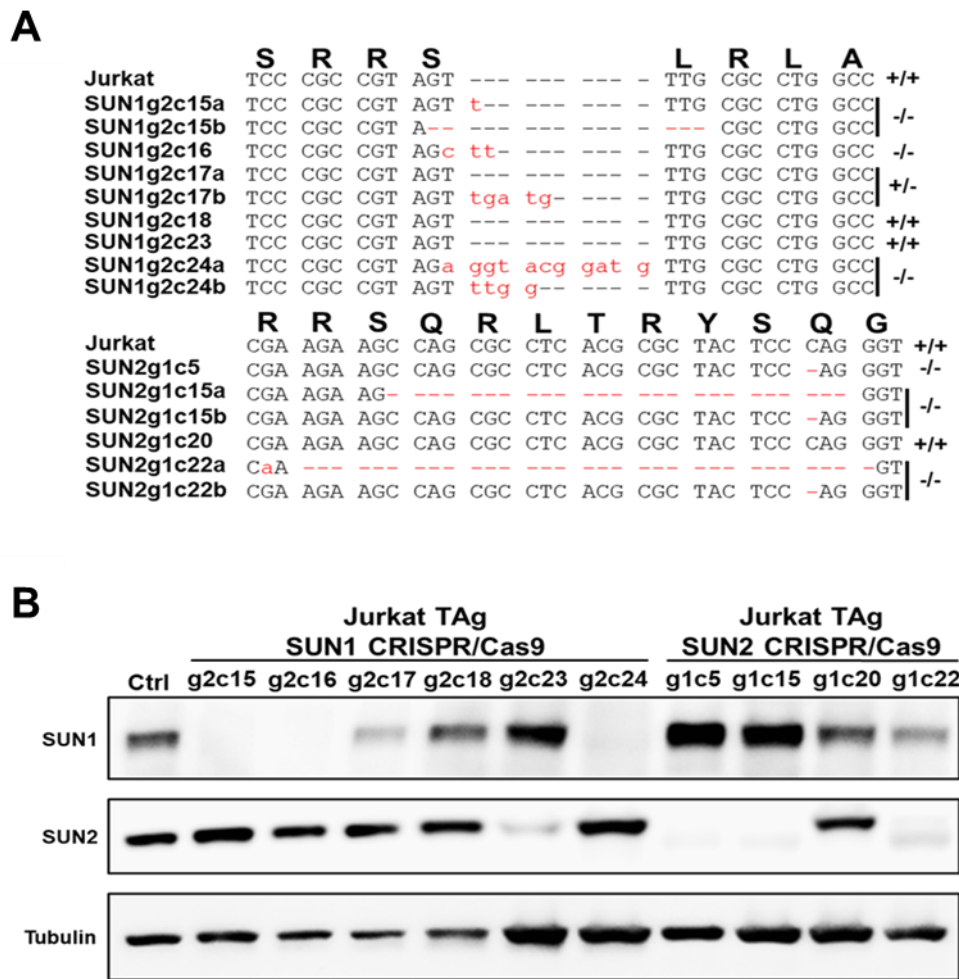 A
S R R S L R L A
Jurkat TCC CGC CGT AGT --- --- --- - TTG CGC CTG GCC +/+
SUN1g2c15a TCC CGC CGT AGT t-- --- --- - TTG CGC CTG GCC
-/-
SUN1g2c15b TCC CGC CGT A-- --- CGC CTG GCC
SUN1g2c16 TCC CGC CGT AGc tt- --- --- - TTG CGC CTG GCC -/-
SUN1g2c17a TCC CGC CGT AGT --- --- --- - TTG CGC CTG GCC
+/-
SUN1g2c17b TCC CGC CGT AGT tga tg- --- - TTG CGC CTG GCC
SUN1g2c18 TCC CGC CGT AGT --- --- --- - TTG CGC CTG GCC +/+
SUN1g2c23 TCC CGC CGT AGT --- --- --- - TTG CGC CTG GCC +/+
SUN1g2c24a TCC CGC CGT AGa ggt acg gat g TTG CGC CTG GCC
-/-
SUN1g2c24b TCC CGC CGT AGT ttg g-- --- - TTG CGC CTG GCC
R R S Q R L T R Y S Q G
Jurkat CGA AGA AGC CAG CGC CTC ACG CGC TAC TCC CAG GGT +/+
SUN2g1c5 CGA AGA AGC CAG CGC CTC ACG CGC TAC TCC -AG GGT -/-
SUN2g1c15a CGA AGA AG- --- --- --- --- --- --- --- --- GGT
-/-
SUN2g1c15b CGA AGA AGC CAG CGC CTC ACG CGC TAC TCC -AG GGT
SUN2g1c20 CGA AGA AGC CAG CGC CTC ACG CGC TAC TCC CAG GGT +/+
SUN2g1c22a CaA --- --- --- --- --- --- --- --- --- --- -GT
-/-
SUN2g1c22b CGA AGA AGC CAG CGC CTC ACG CGC TAC TCC -AG GGT
B
Jurkat TAg
SUN1 CRISPR/Cas9
Jurkat TAg
SUN2 CRISPR/Cas9
Ctrl g2c15 g2c16 g2c17 g2c18 g2c23 g2c24 g1c5 g1c15 g1c20 g1c22
SUN1
SUN2
Tubulin